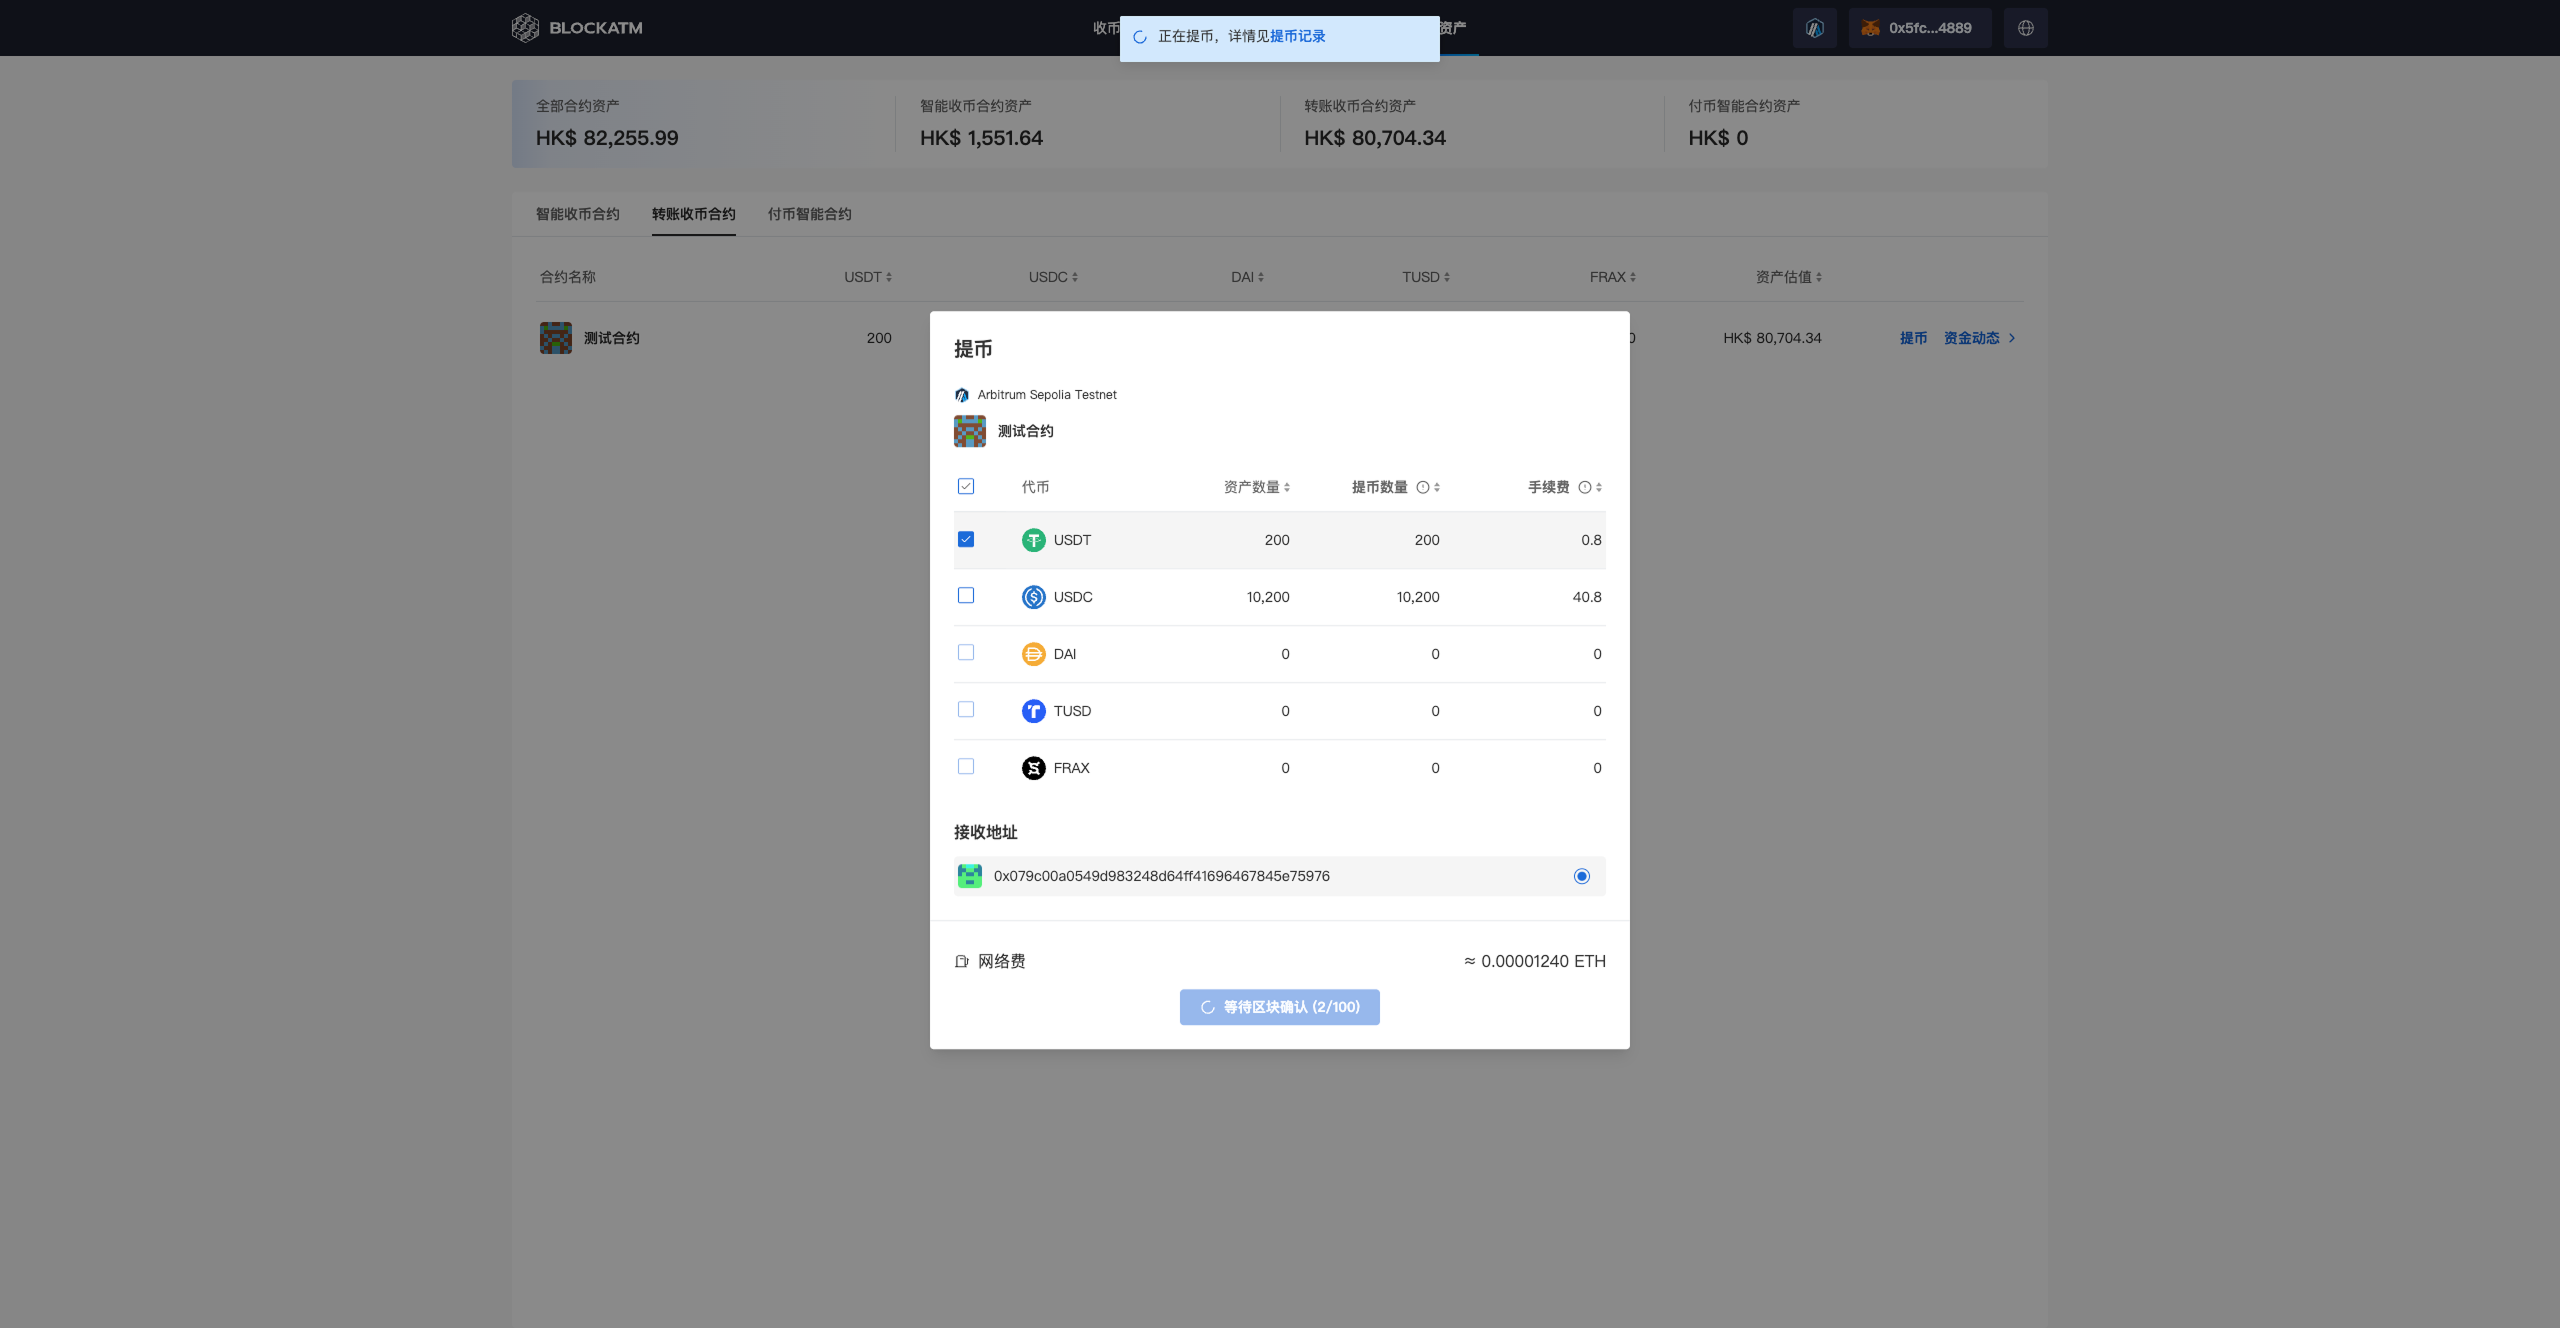 BLOCKATM
收币
资产
0x5fc...4889
正在提币，详情见提币记录
全部合约资产
HK$ 82,255.99
智能收币合约资产
HK$ 1,551.64
转账收币合约资产
HK$ 80,704.34
付币智能合约资产
HK$ 0
智能收币合约 转账收币合约 付币智能合约
合约名称 USDT USDC DAI TUSD FRAX 资产估值
测试合约 200 0 HK$ 80,704.34 提币 资金动态
提币
Arbitrum Sepolia Testnet
测试合约
代币 资产数量 提币数量 手续费
USDT 200 200 0.8
USDC 10,200 10,200 40.8
DAI 0 0 0
TUSD 0 0 0
FRAX 0 0 0
接收地址
0x079c00a0549d983248d64ff41696467845e75976
网络费 ≈ 0.00001240 ETH
等待区块确认 (2/100)